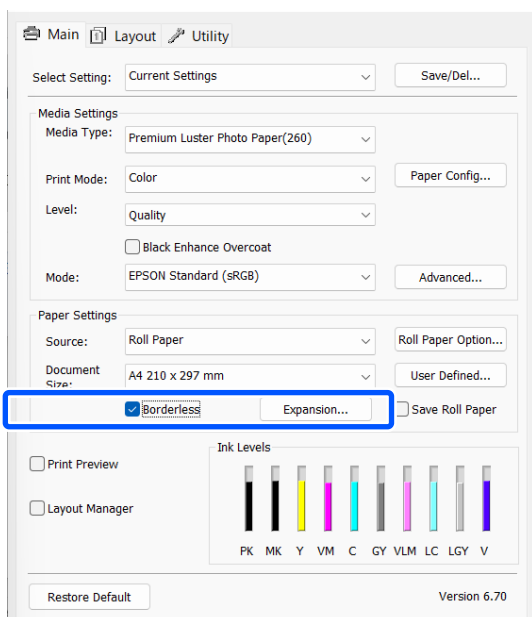 Main Layout Utility
Select Setting: Current Settings Save/Del...
Media Settings
Media Type: Premium Luster Photo Paper(260)
Print Mode: Color Paper Config...
Level: Quality
Black Enhance Overcoat
Mode: EPSON Standard (sRGB) Advanced...
Paper Settings
Source: Roll Paper Roll Paper Option...
Document
Size: A4 210 x 297 mm User Defined...
Borderless Expansion... Save Roll Paper
Ink Levels
Print Preview
Layout Manager
PK MK Y VM C GY VLM LC LGY V
Restore Default Version 6.70